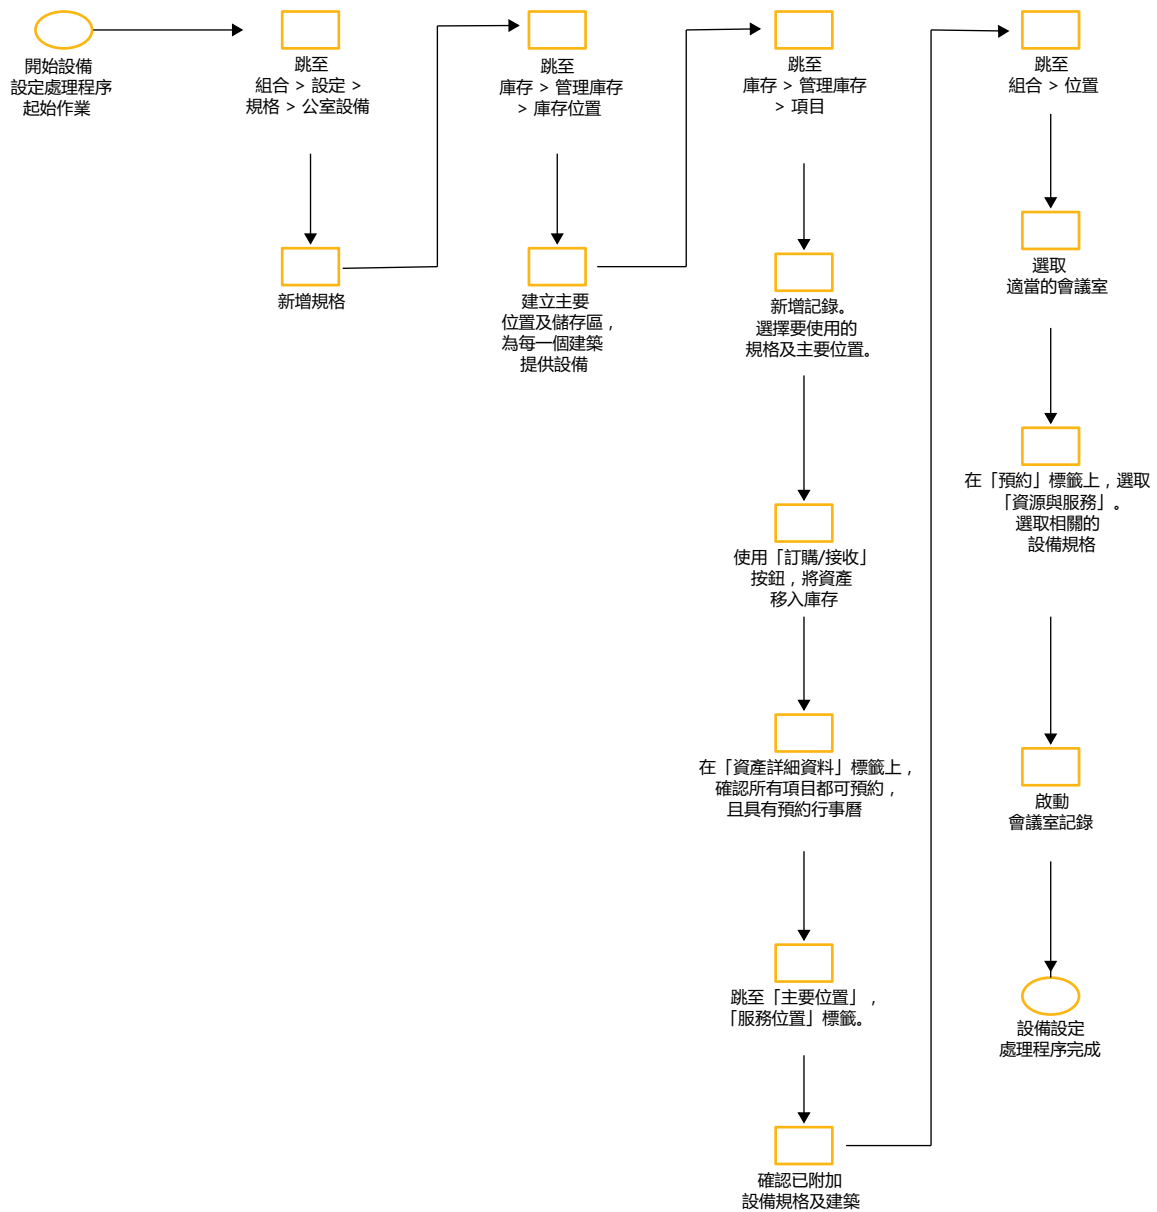 開始設備
設定處理程序
起始作業
跳至
組合 > 設定 >
規格 > 公室設備
新增規格
跳至
庫存 > 管理庫存
> 庫存位置
建立主要
位置及儲存區，
為每一個建築
提供設備
跳至
庫存 > 管理庫存
> 項目
新增記錄。
選擇要使用的
規格及主要位置。
使用「訂購/接收」
按鈕，將資產
移入庫存
在「資產詳細資料」標籤上，
確認所有項目都可預約，
且具有預約行事曆
跳至「主要位置」，
「服務位置」標籤。
確認已附加
設備規格及建築
跳至
組合 > 位置
選取
適當的會議室
在「預約」標籤上，選取
「資源與服務」。
選取相關的
設備規格
啟動
會議室記錄
設備設定
處理程序完成